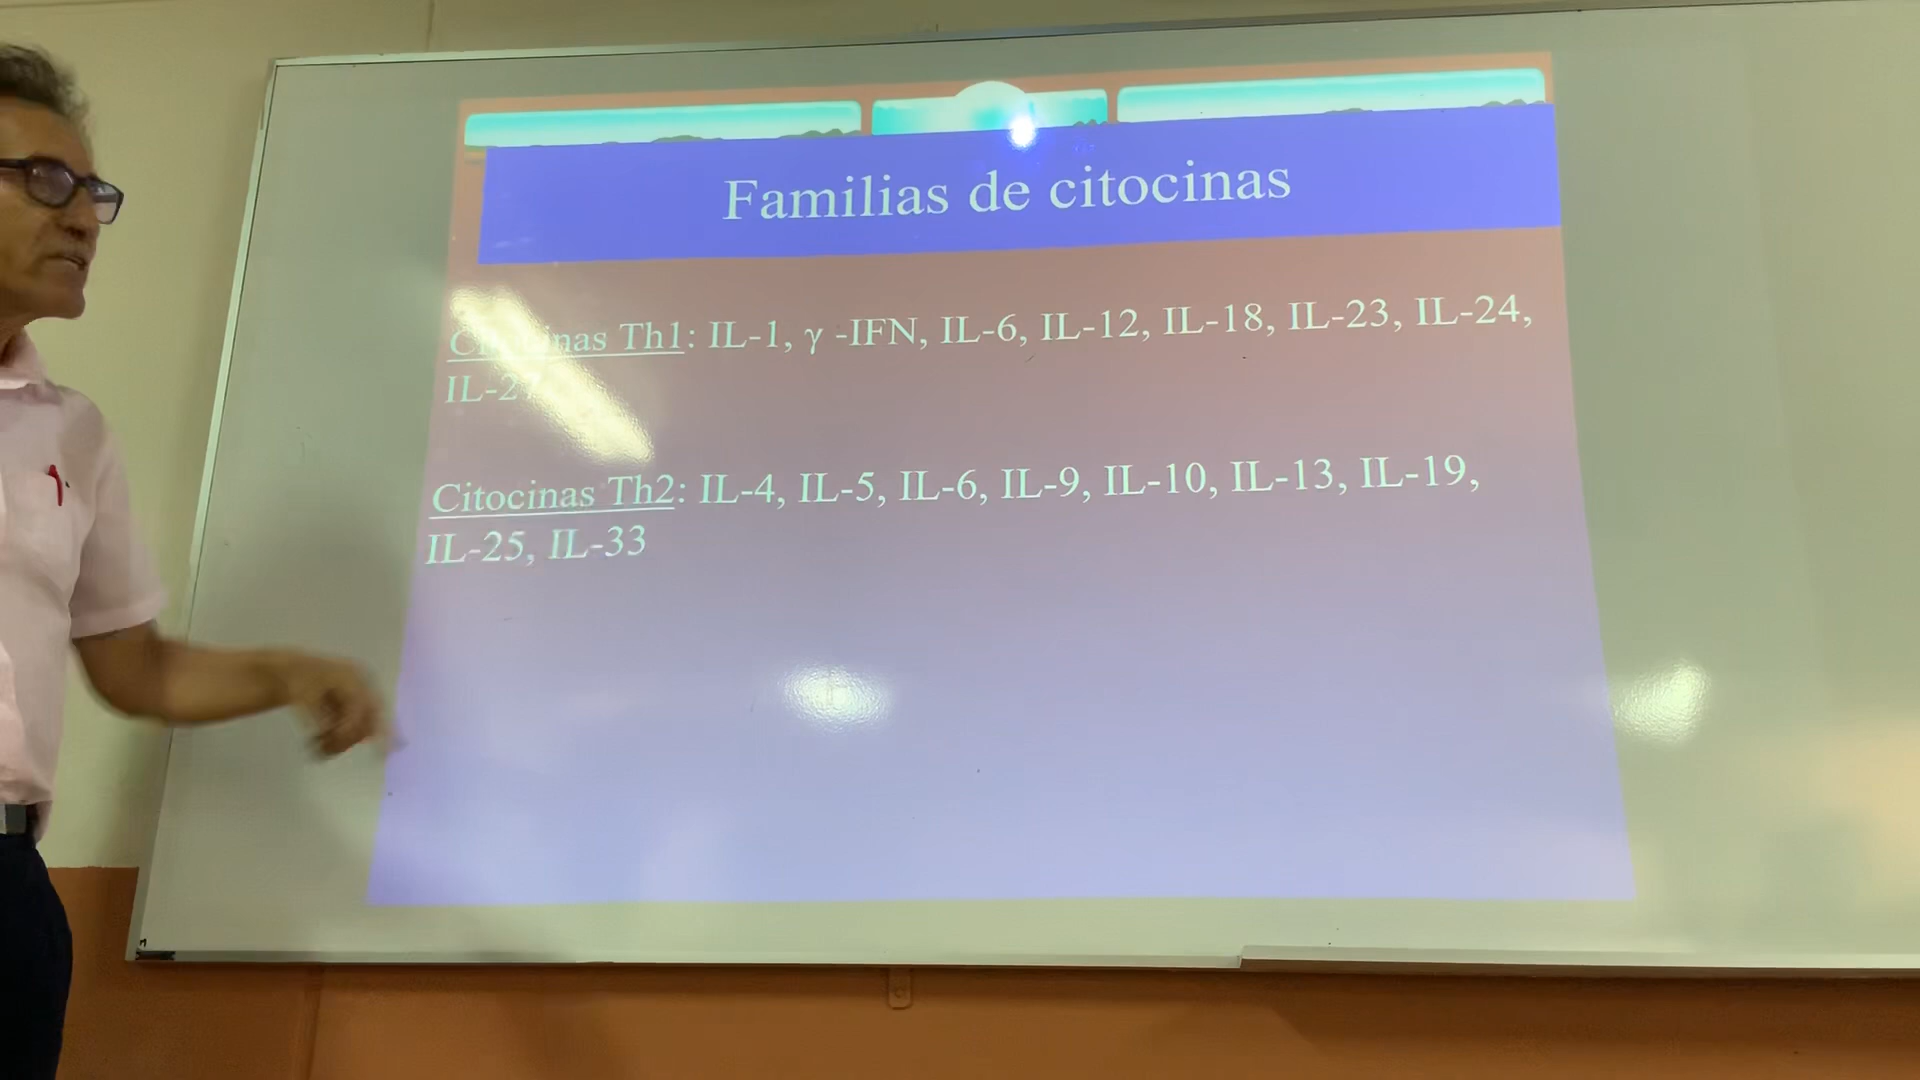 Familias de citocinas
Th1: IL-1, γ -IFN, IL-6, IL-12, IL-18, IL-23, IL-24,
Citocinas Th2: IL-4, IL-5, IL-6, IL-9, IL-10, IL-13, IL-19,
IL-25, IL-33